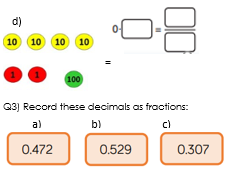 d)
10 10 10 10
0· =
=
1 1 100
Q3) Record these decimals as fractions:
a) b) c)
0.472 0.529 0.307